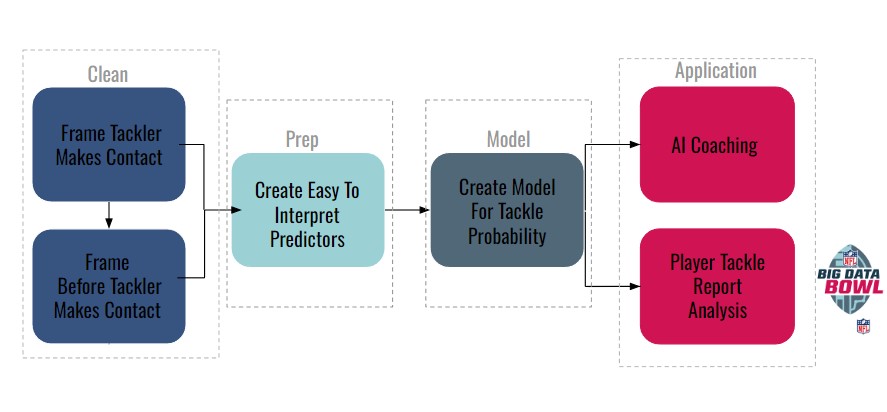 Clean
Frame Tackler
Makes Contact
Frame
Before Tackler
Makes Contact
Prep
Create Easy To
Interpret
Predictors
Model
Create Model
For Tackle
Probability
Application
AI Coaching
Player Tackle
Report
Analysis
NFL
BIG DATA
BOWL
NFL